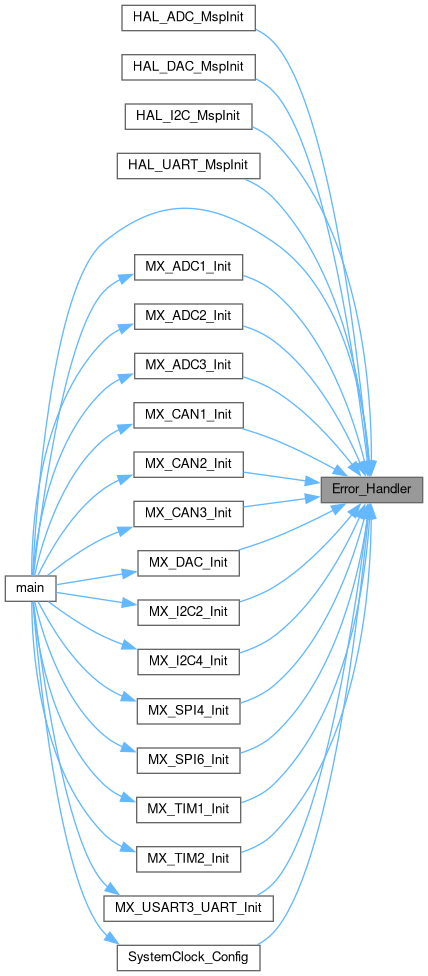 HAL_ADC_MspInit
HAL_DAC_MspInit
HAL_I2C_MspInit
HAL_UART_MspInit
MX_ADC1_Init
MX_ADC2_Init
MX_ADC3_Init
MX_CAN1_Init
MX_CAN2_Init
Error_Handler
MX_CAN3_Init
MX_DAC_Init
main
MX_I2C2_Init
MX_I2C4_Init
MX_SPI4_Init
MX_SPI6_Init
MX_TIM1_Init
MX_TIM2_Init
MX_USART3_UART_Init
SystemClock_Config